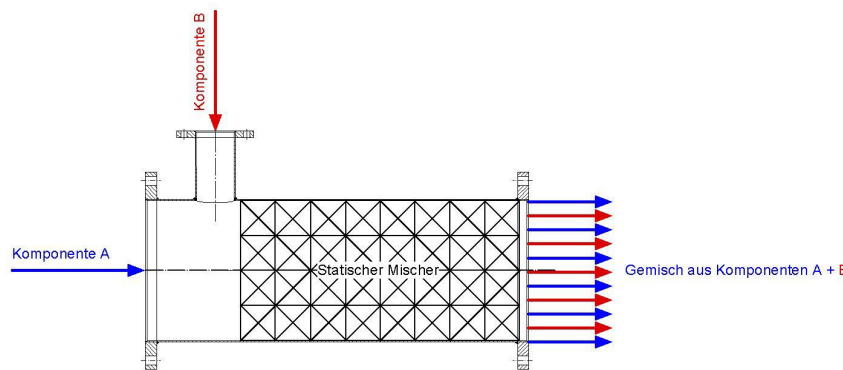 Komponente B
Komponente A
Statischer Mischer
Gemisch aus Komponenten A + B